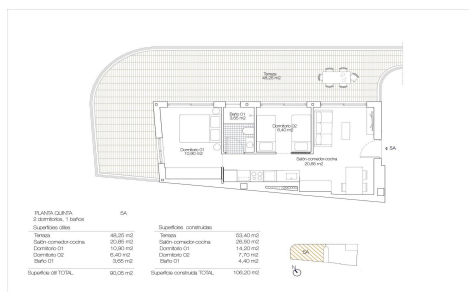 Terraza
48,25 m2
Baño 01
3,65 m2
Dormitorio 02
6,40 m2
Dormitorio 01
10,90 m2
5A
Salón-comedor-cocina
20,85 m2
PLANTA QUINTA 5A
2 dormitorios, 1 baños
Superficies útiles
Terraza 48,25 m2
Salón-comedor-cocina 20,85 m2
Dormitorio 01 10,90 m2
Dormitorio 02 6,40 m2
Baño 01 3,65 m2
Superficie útil TOTAL 90,05 m2
Superficies construidas
Terraza 53,40 m2
Salón-comedor-cocina 26,50 m2
Dormitorio 01 14,20 m2
Dormitorio 02 7,70 m2
Baño 01 4,40 m2
Superficie construida TOTAL 106,20 m2
5A
N